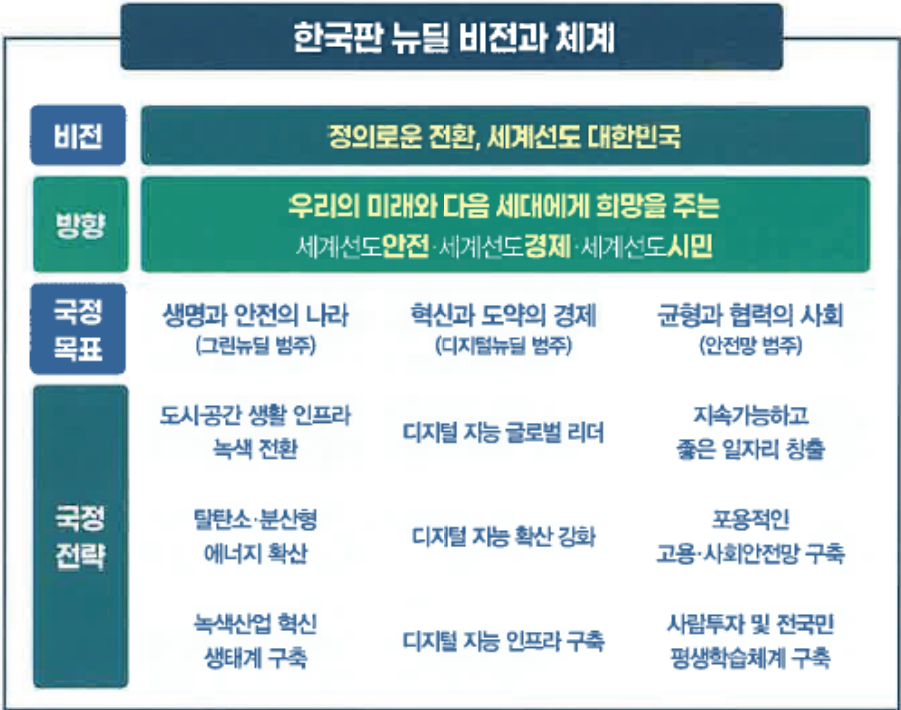 한국판 뉴딜 비전과 체계
비전
정의로운 전환, 세계선도 대한민국
방향
우리의 미래와 다음 세대에게 희망을 주는
세계선도안전·세계선도경제·세계선도시민
국정
목표
생명과 안전의 나라
(그린뉴딜 범주)
혁신과 도약의 경제
(디지털뉴딜 범주)
균형과 협력의 사회
(안전망 범주)
국정
전략
도시·공간 생활 인프라
녹색 전환
디지털 지능 글로벌 리더
지속가능하고
좋은 일자리 창출
탈탄소·분산형
에너지 확산
디지털 지능 확산 강화
포용적인
고용·사회안전망 구축
녹색산업 혁신
생태계 구축
디지털 지능 인프라 구축
사람투자 및 전국민
평생학습체계 구축